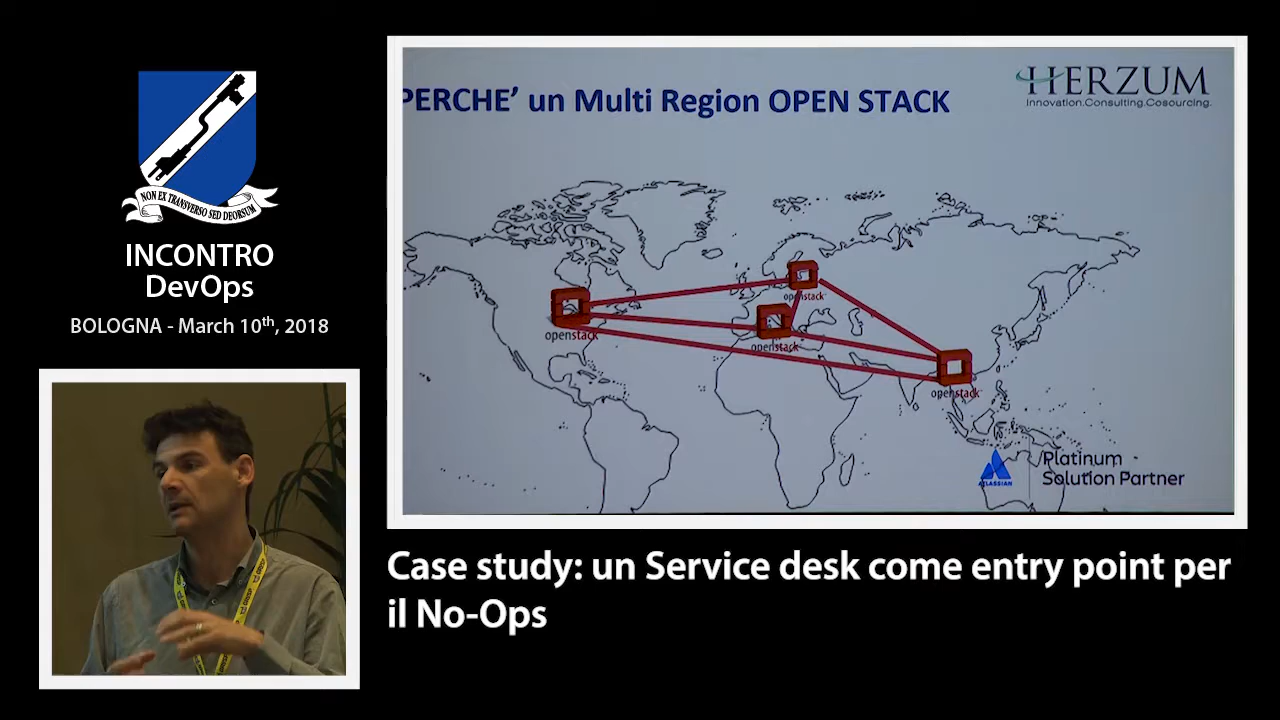 NON EX TRANSVERSO SED DEORSUM
INCONTRO
DevOps
BOLOGNA - March 10th, 2018
PERCHE' un Multi Region OPEN STACK
HERZUM
Innovation.Consulting.Cosourcing.
openstack
openstack
openstack
openstack
ATLASSIAN
Platinum
Solution Partner
Case study: un Service desk come entry point per
il No-Ops